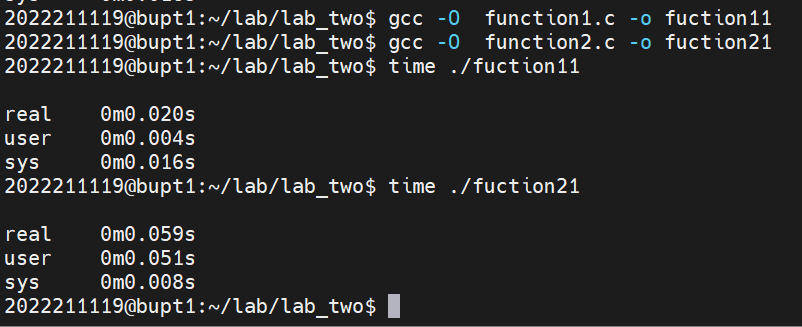 2022211119@bupt1:~/lab/lab_two$ gcc -O  function1.c -o fuction11
2022211119@bupt1:~/lab/lab_two$ gcc -O  function2.c -o fuction21
2022211119@bupt1:~/lab/lab_two$ time ./fuction11
real    0m0.020s
user    0m0.004s
sys     0m0.016s
2022211119@bupt1:~/lab/lab_two$ time ./fuction21
real    0m0.059s
user    0m0.051s
sys     0m0.008s
2022211119@bupt1:~/lab/lab_two$